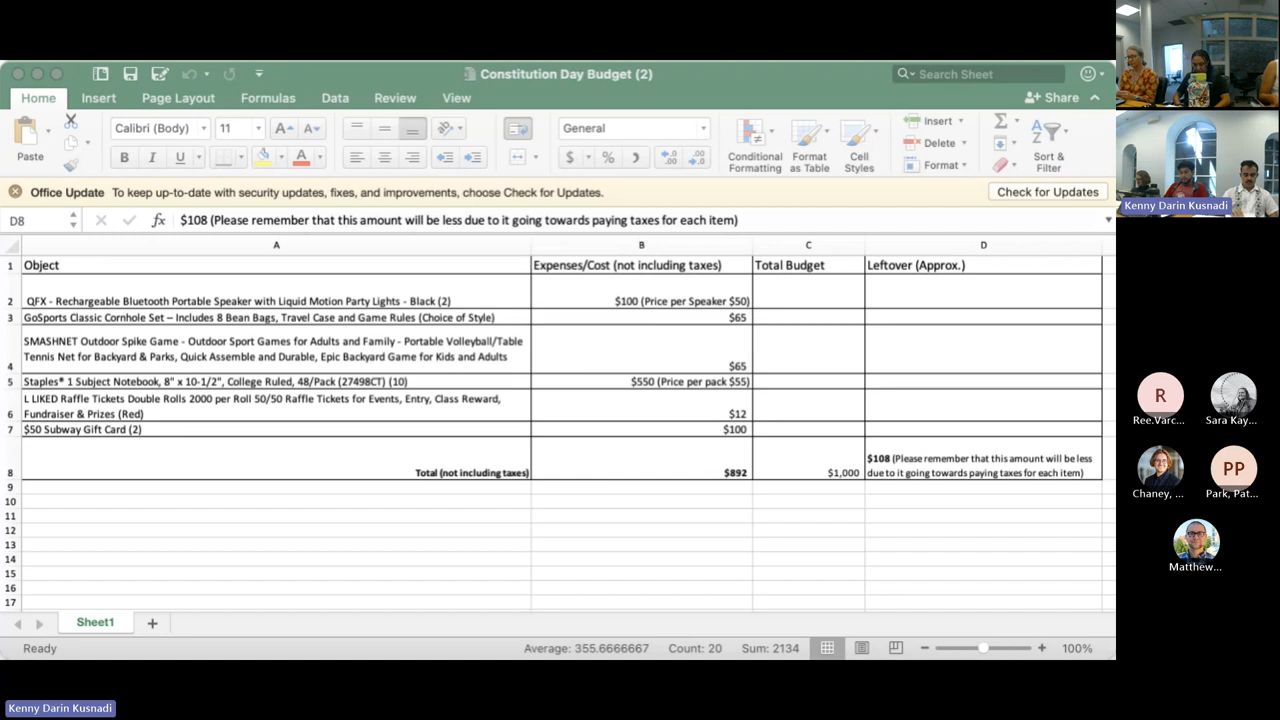 Constitution Day Budget (2)
Search Sheet
Home
Insert
Page Layout
Formulas
Data
Review
View
Share
Paste
Calibri (Body)
11
General
Conditional
Formatting
Format
as Table
Cell
Styles
Insert
Delete
Format
Sort &
Filter
Office Update To keep up-to-date with security updates, fixes, and improvements, choose Check for Updates.
Check for Updates
D8
fx $108 (Please remember that this amount will be less due to it going towards paying taxes for each item)
A B C D
1 Object Expenses/Cost (not including taxes) Total Budget Leftover (Approx.)
2 QFX - Rechargeable Bluetooth Portable Speaker with Liquid Motion Party Lights - Black (2) $100 (Price per Speaker $50)
3 GoSports Classic Cornhole Set – Includes 8 Bean Bags, Travel Case and Game Rules (Choice of Style) $65
SMASHNET Outdoor Spike Game - Outdoor Sport Games for Adults and Family - Portable Volleyball/Table
Tennis Net for Backyard & Parks, Quick Assemble and Durable, Epic Backyard Game for Kids and Adults
4 $65
5 Staples® 1 Subject Notebook, 8" x 10-1/2", College Ruled, 48/Pack (27498CT) (10) $550 (Price per pack $55)
L LIKED Raffle Tickets Double Rolls 2000 per Roll 50/50 Raffle Tickets for Events, Entry, Class Reward,
6 Fundraiser & Prizes (Red) $12
7 $50 Subway Gift Card (2) $100
$108 (Please remember that this amount will be less
8 Total (not including taxes) $892 $1,000 due to it going towards paying taxes for each item)
9
10
11
12
13
14
15
16
17
Sheet1
Ready
Average: 355.6666667 Count: 20 Sum: 2134
100%
Kenny Darin Kusnadi
Kenny Darin Kusnadi
R
Ree.Varc...
Sara Kay...
Chaney, ...
PP
Park, Pat...
Matthew...